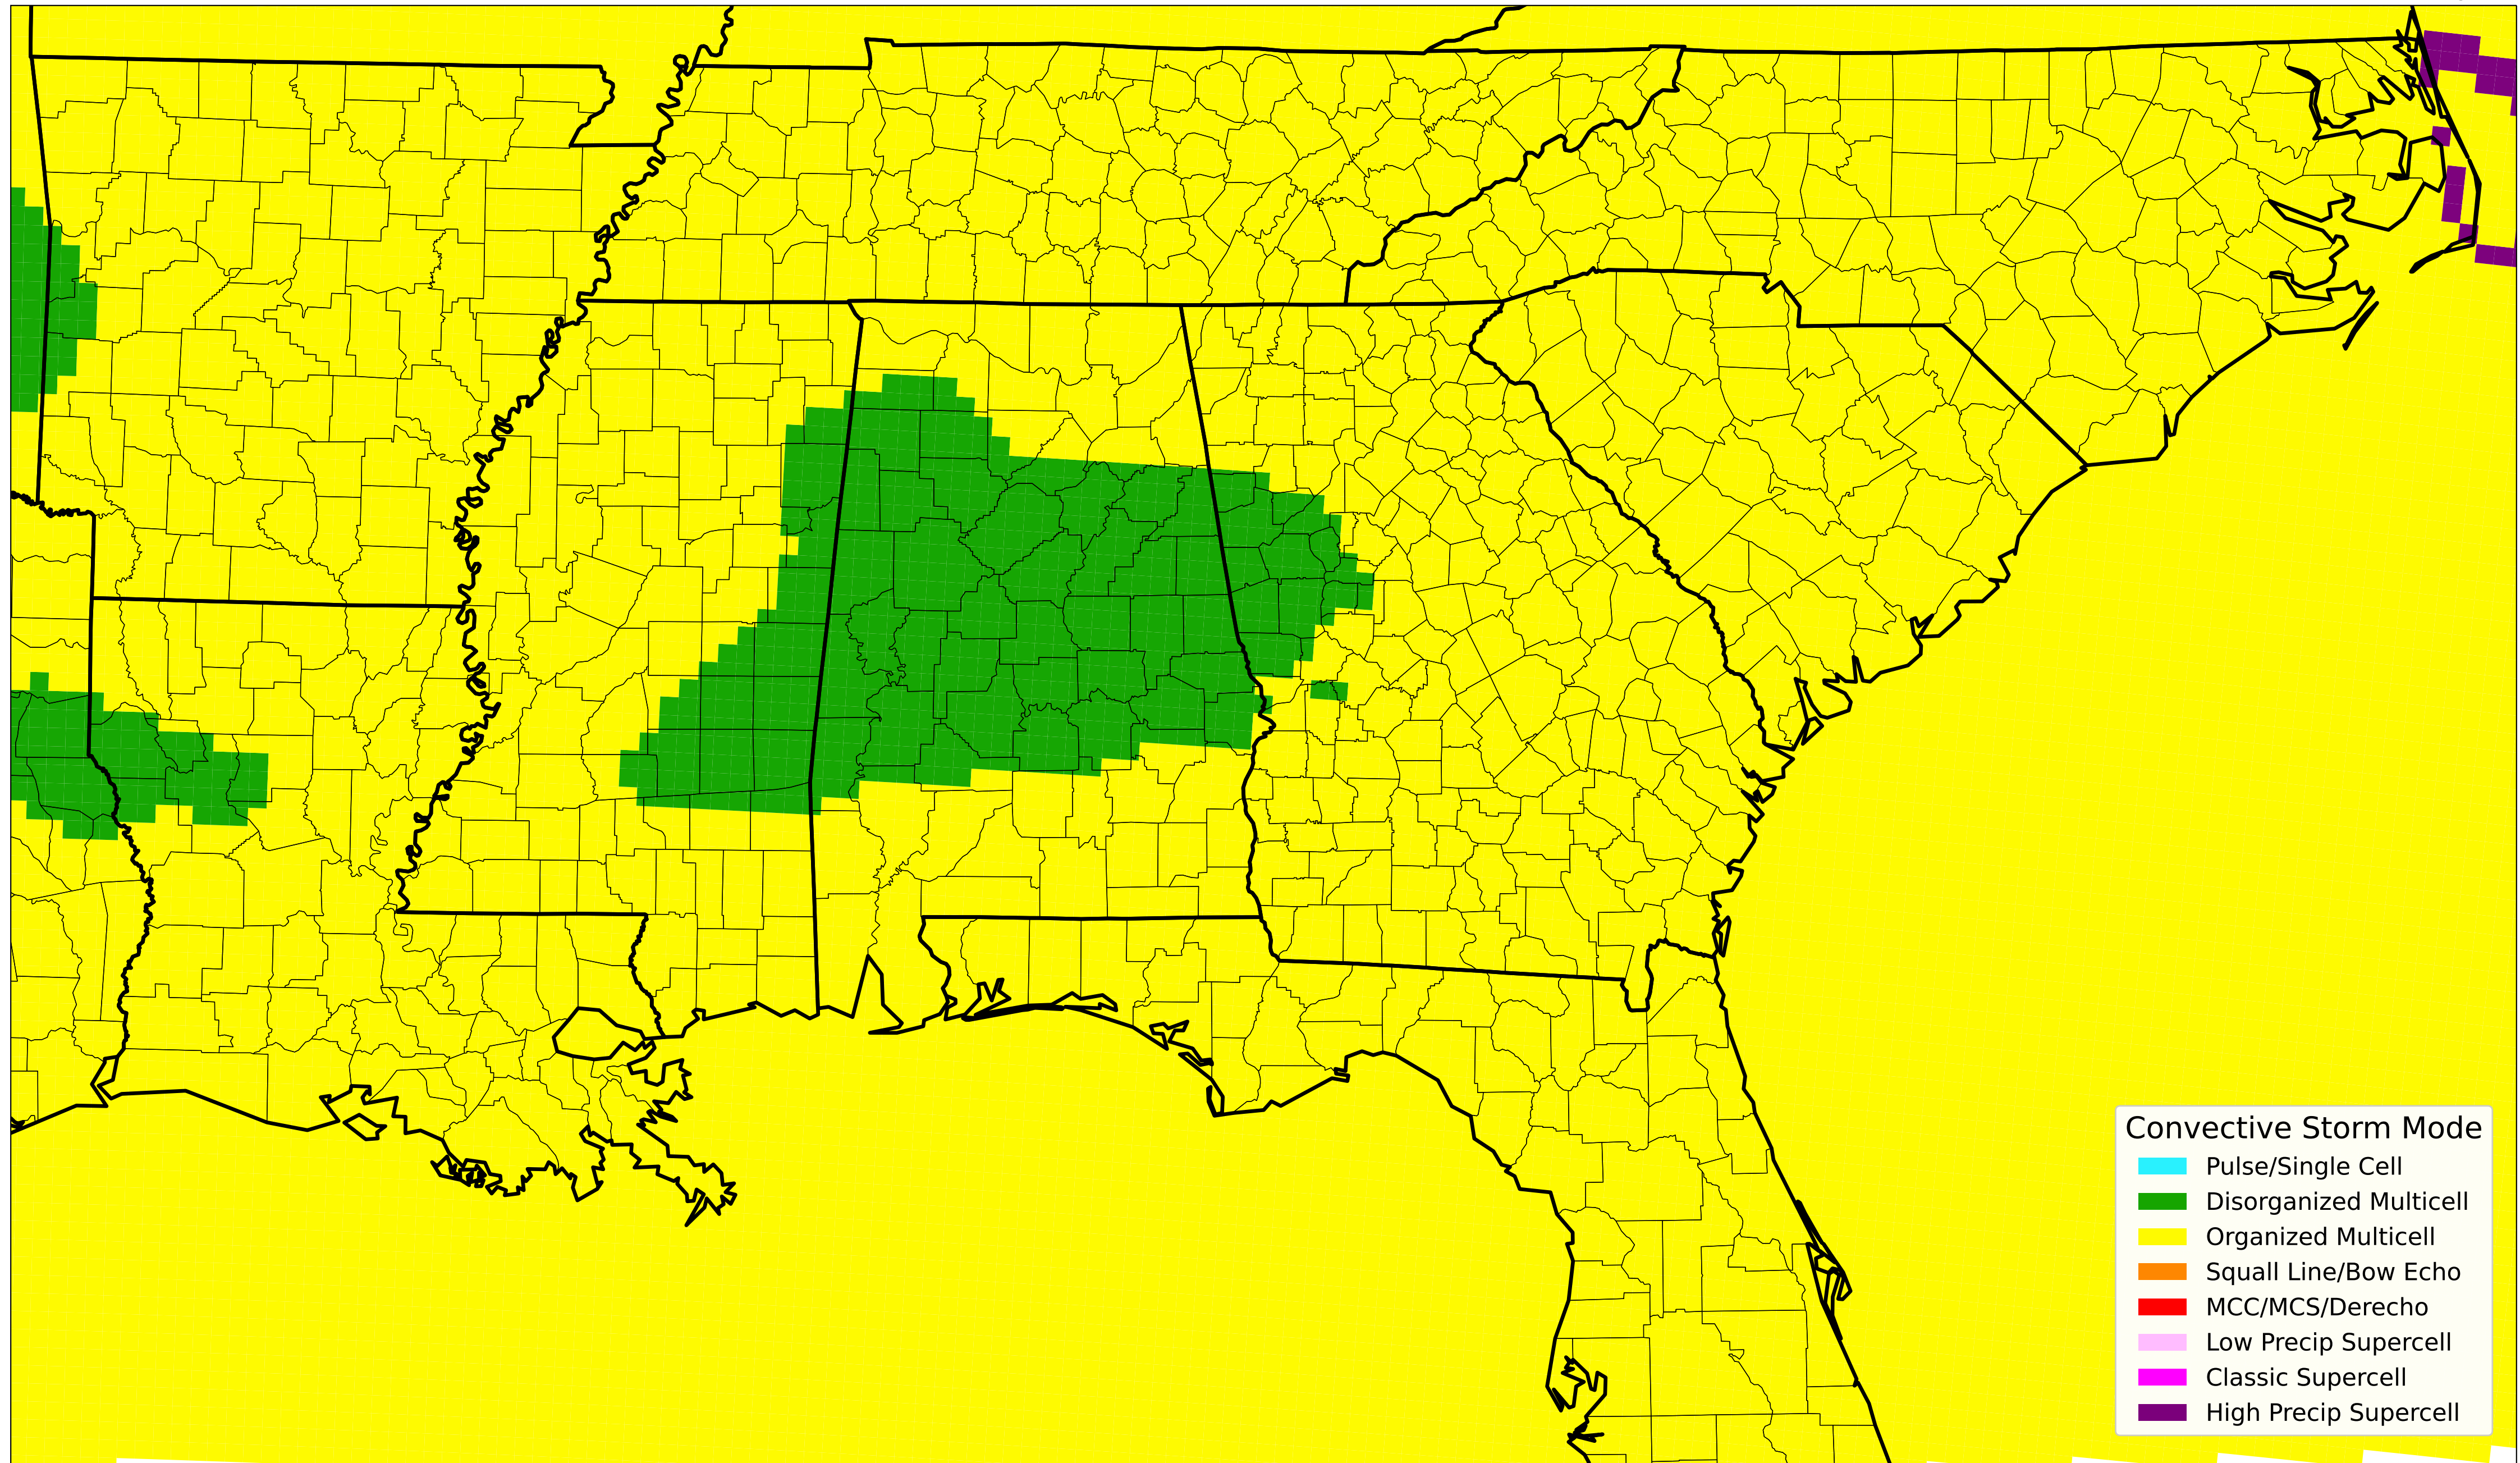 Convective Storm Mode
Pulse/Single Cell
Disorganized Multicell
Organized Multicell
Squall Line/Bow Echo
MCC/MCS/Derecho
Low Precip Supercell
Classic Supercell
High Precip Supercell